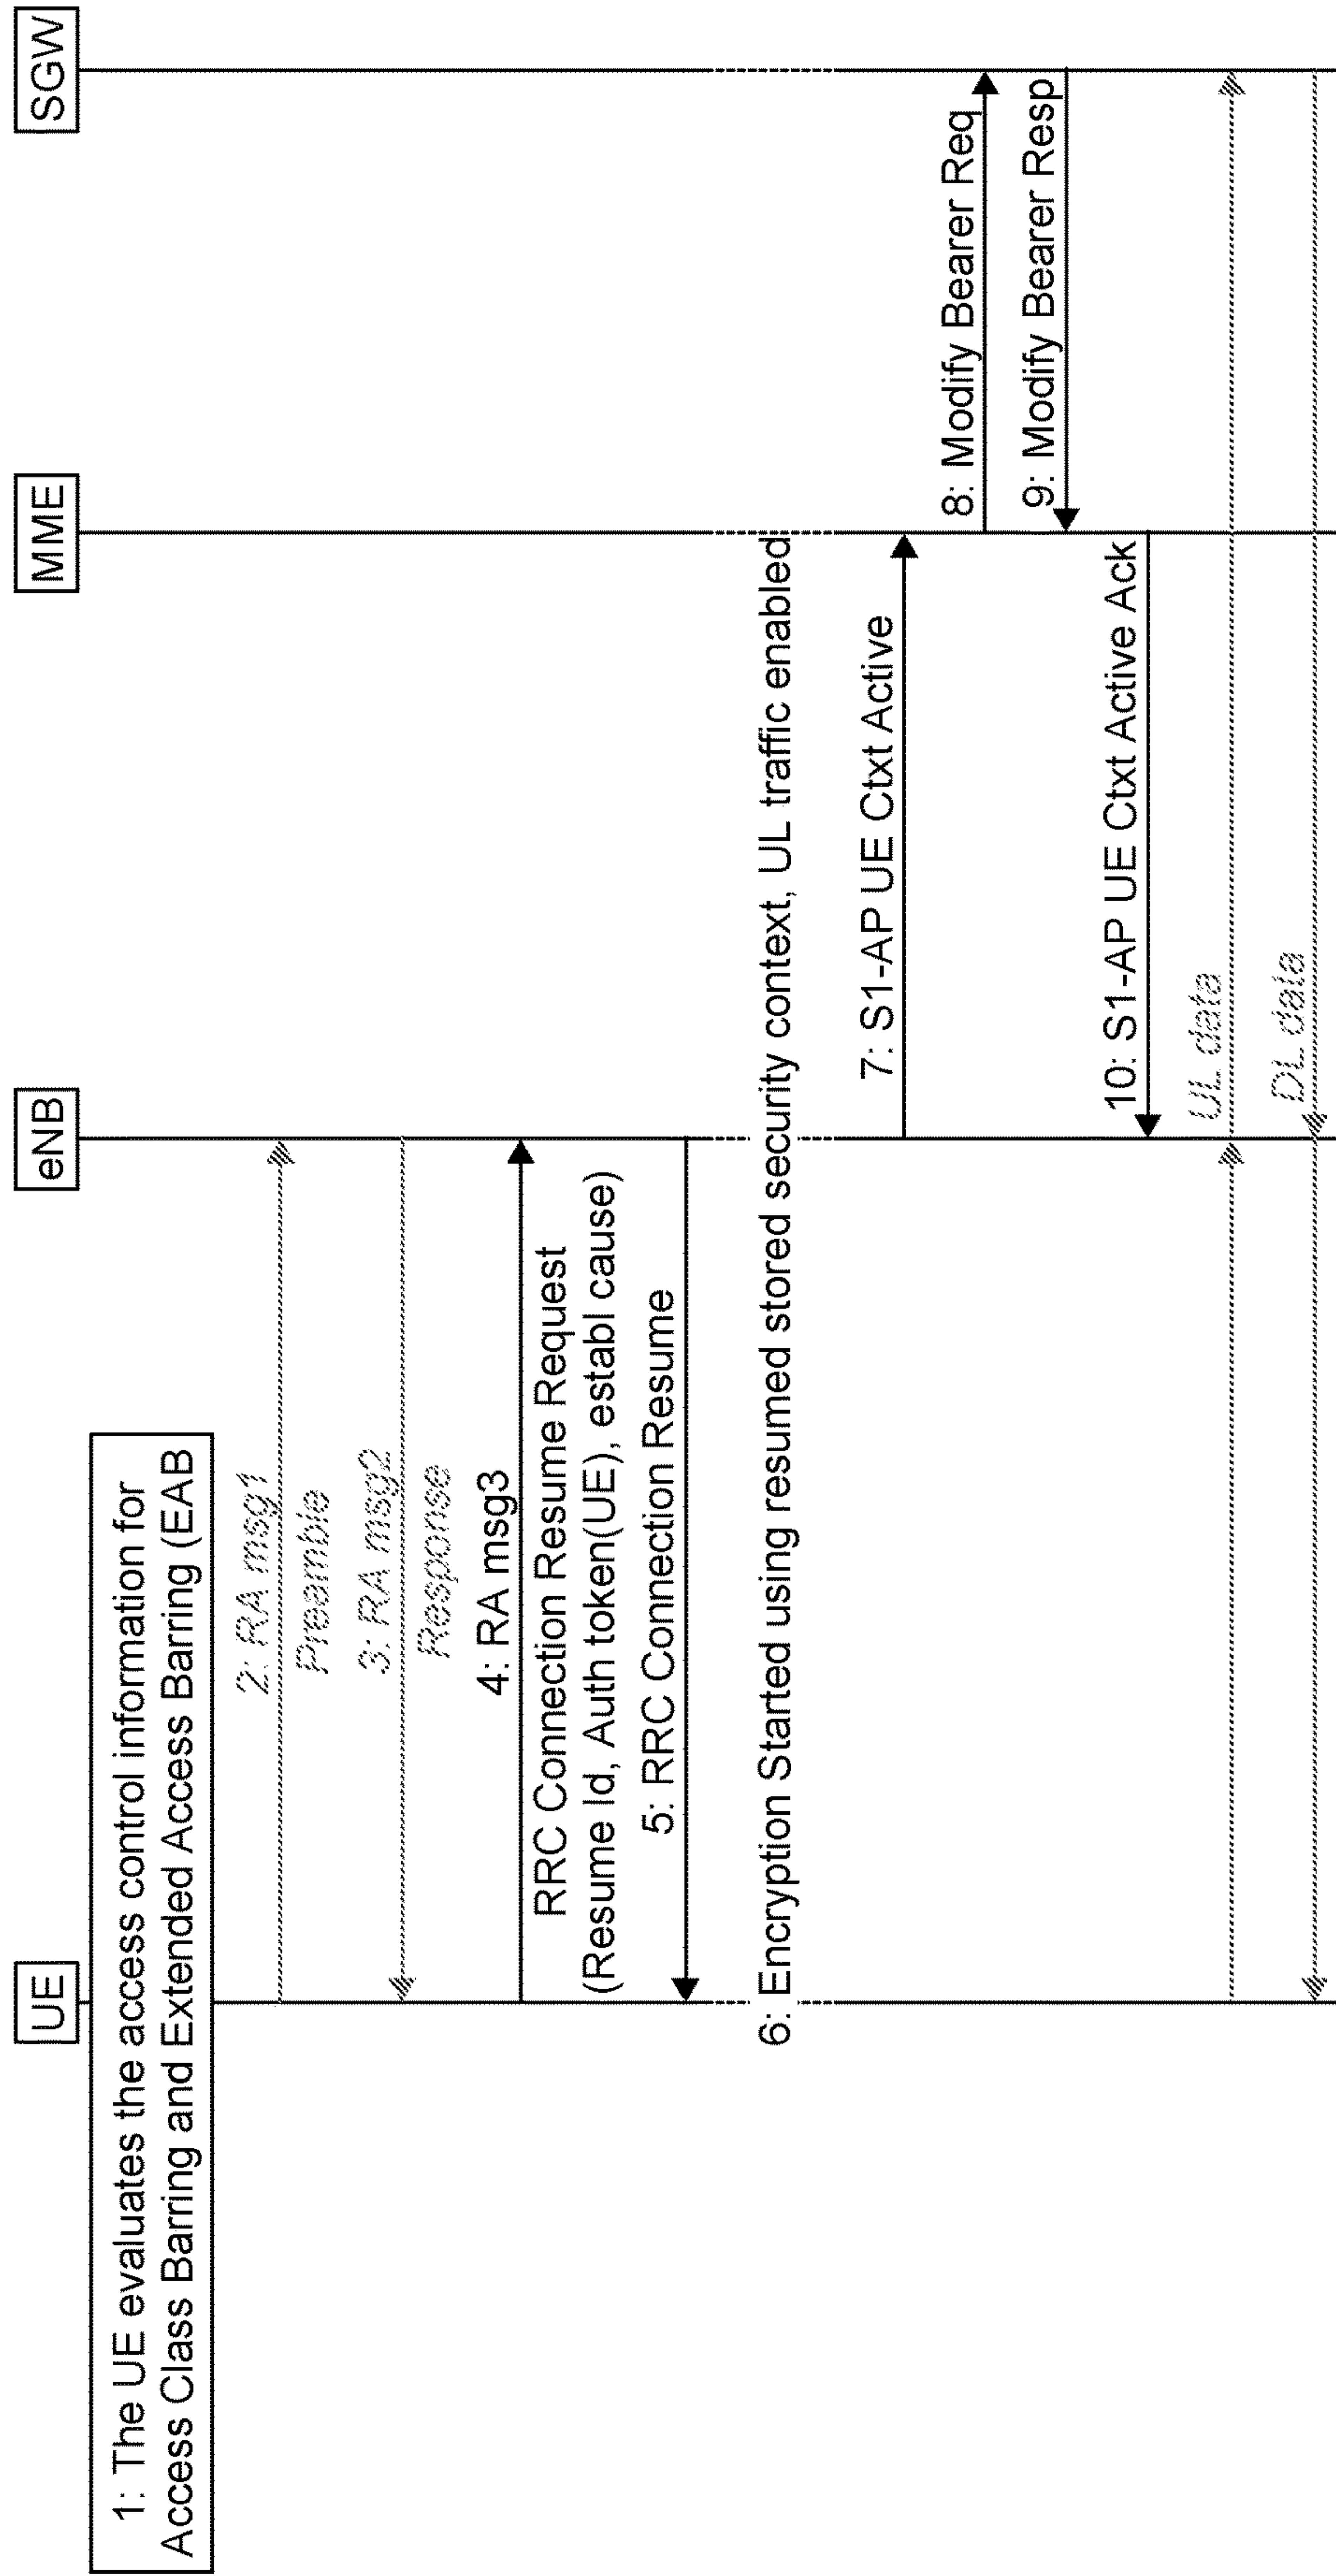 UE
eNB
MME
SGW
1: The UE evaluates the access control information for
Access Class Barring and Extended Access Barring (EAB
2: RA msg1
Preamble
3: RA msg2
Response
4: RA msg3
RRC Connection Resume Request
(Resume Id, Auth token(UE), establ cause)
5: RRC Connection Resume
6: Encryption Started using resumed stored security context, UL traffic enabled
7: S1-AP UE Ctxt Active
8: Modify Bearer Req
9: Modify Bearer Resp
10: S1-AP UE Ctxt Active Ack
UL data
DL data